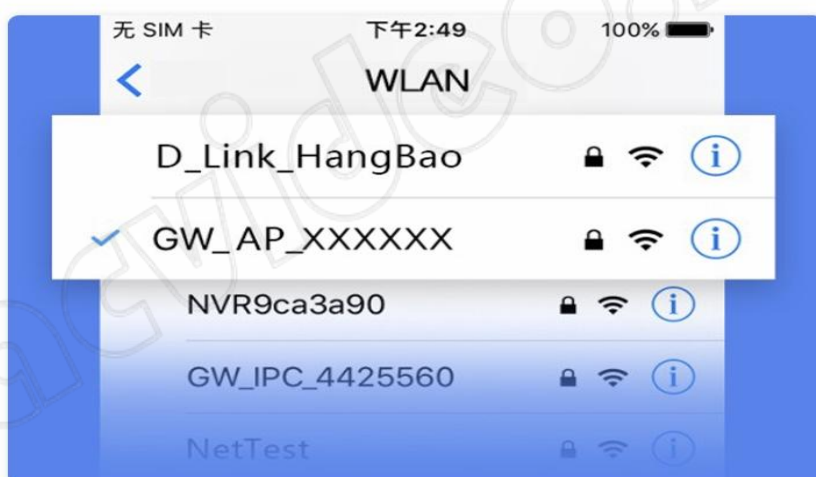 无 SIM 卡 下午2:49 100%
WLAN
D_Link_HangBao
GW_AP_XXXXXX
NVR9ca3a90
GW_IPC_4425560
NetTest